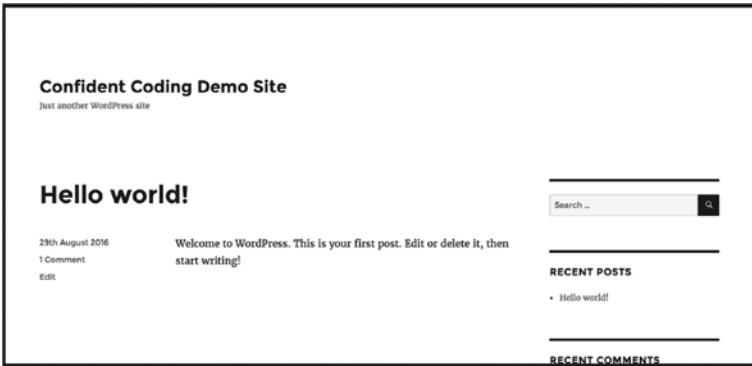 Confident Coding Demo Site
Just another WordPress site
Hello world!
29th August 2016
1 Comment
Edit
Welcome to WordPress. This is your first post. Edit or delete it, then
start writing!
Search …
RECENT POSTS
• Hello world!
RECENT COMMENTS